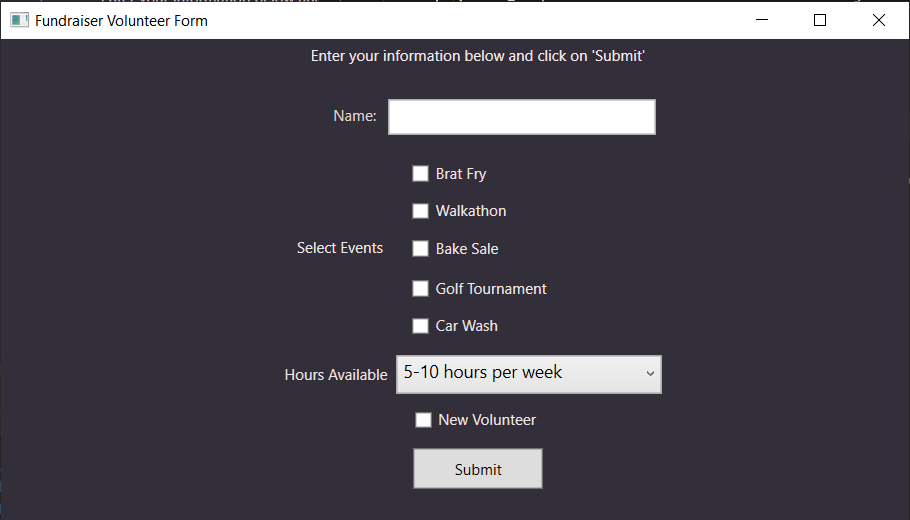 Fundraiser Volunteer Form
Enter your information below and click on 'Submit'
Name:
Brat Fry
Walkathon
Select Events
Bake Sale
Golf Tournament
Car Wash
Hours Available
5-10 hours per week
New Volunteer
Submit